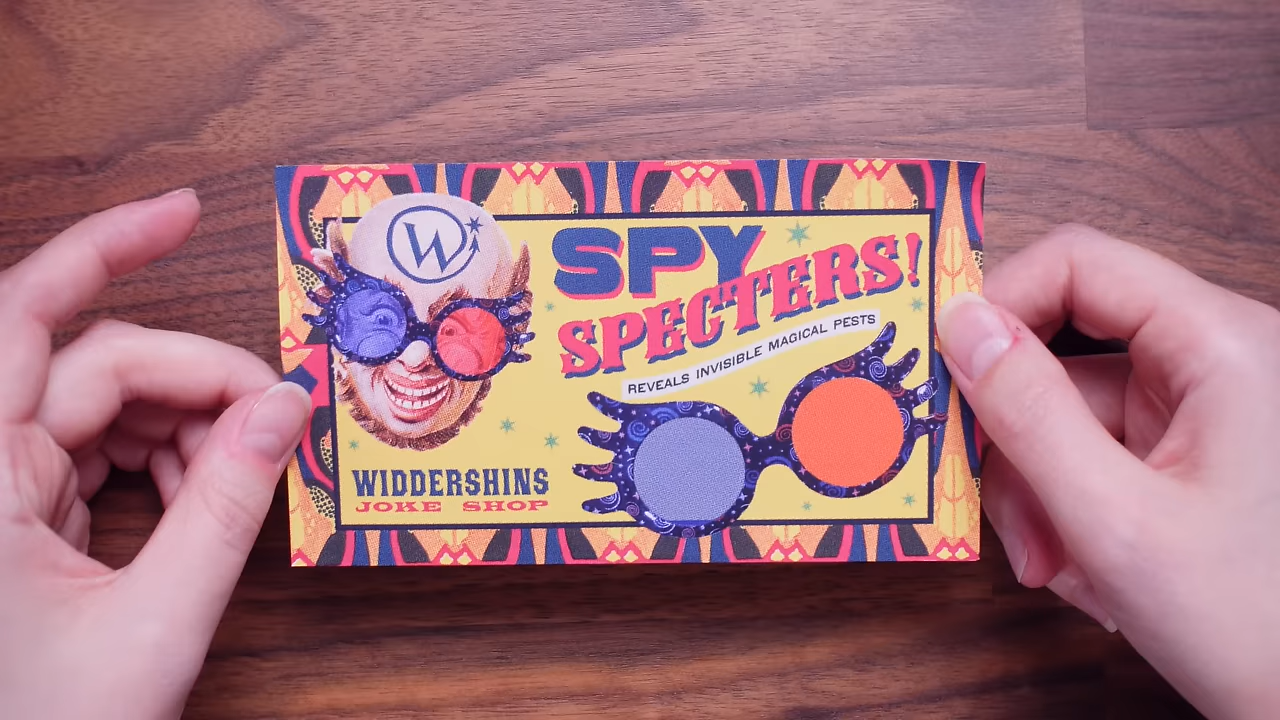 W
SPY
SPECTERS!
REVEALS INVISIBLE MAGICAL PESTS
WIDDERSHINS
JOKE SHOP